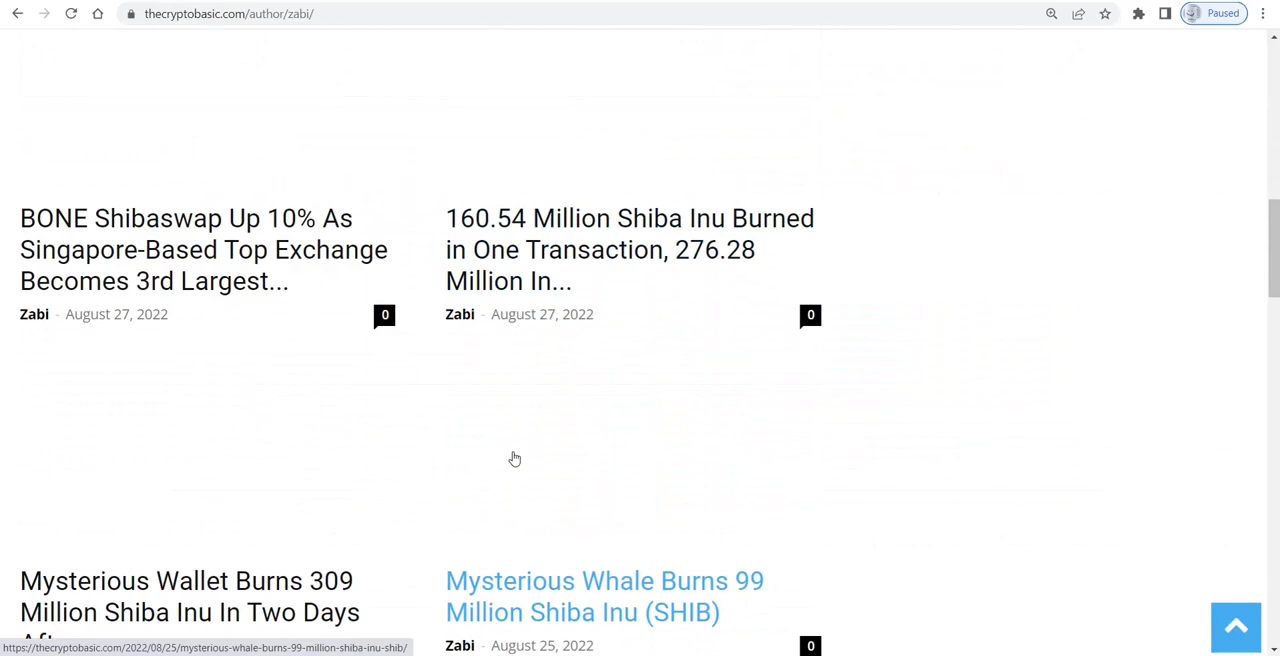 thecryptobasic.com/author/zabi/
Paused
BONE Shibaswap Up 10% As
Singapore-Based Top Exchange
Becomes 3rd Largest...
Zabi - August 27, 2022
0
160.54 Million Shiba Inu Burned
in One Transaction, 276.28
Million In...
Zabi - August 27, 2022
0
Mysterious Wallet Burns 309
Million Shiba Inu In Two Days
Mysterious Whale Burns 99
Million Shiba Inu (SHIB)
Zabi - August 25, 2022
0
https://thecryptobasic.com/2022/08/25/mysterious-whale-burns-99-million-shiba-inu-shib/